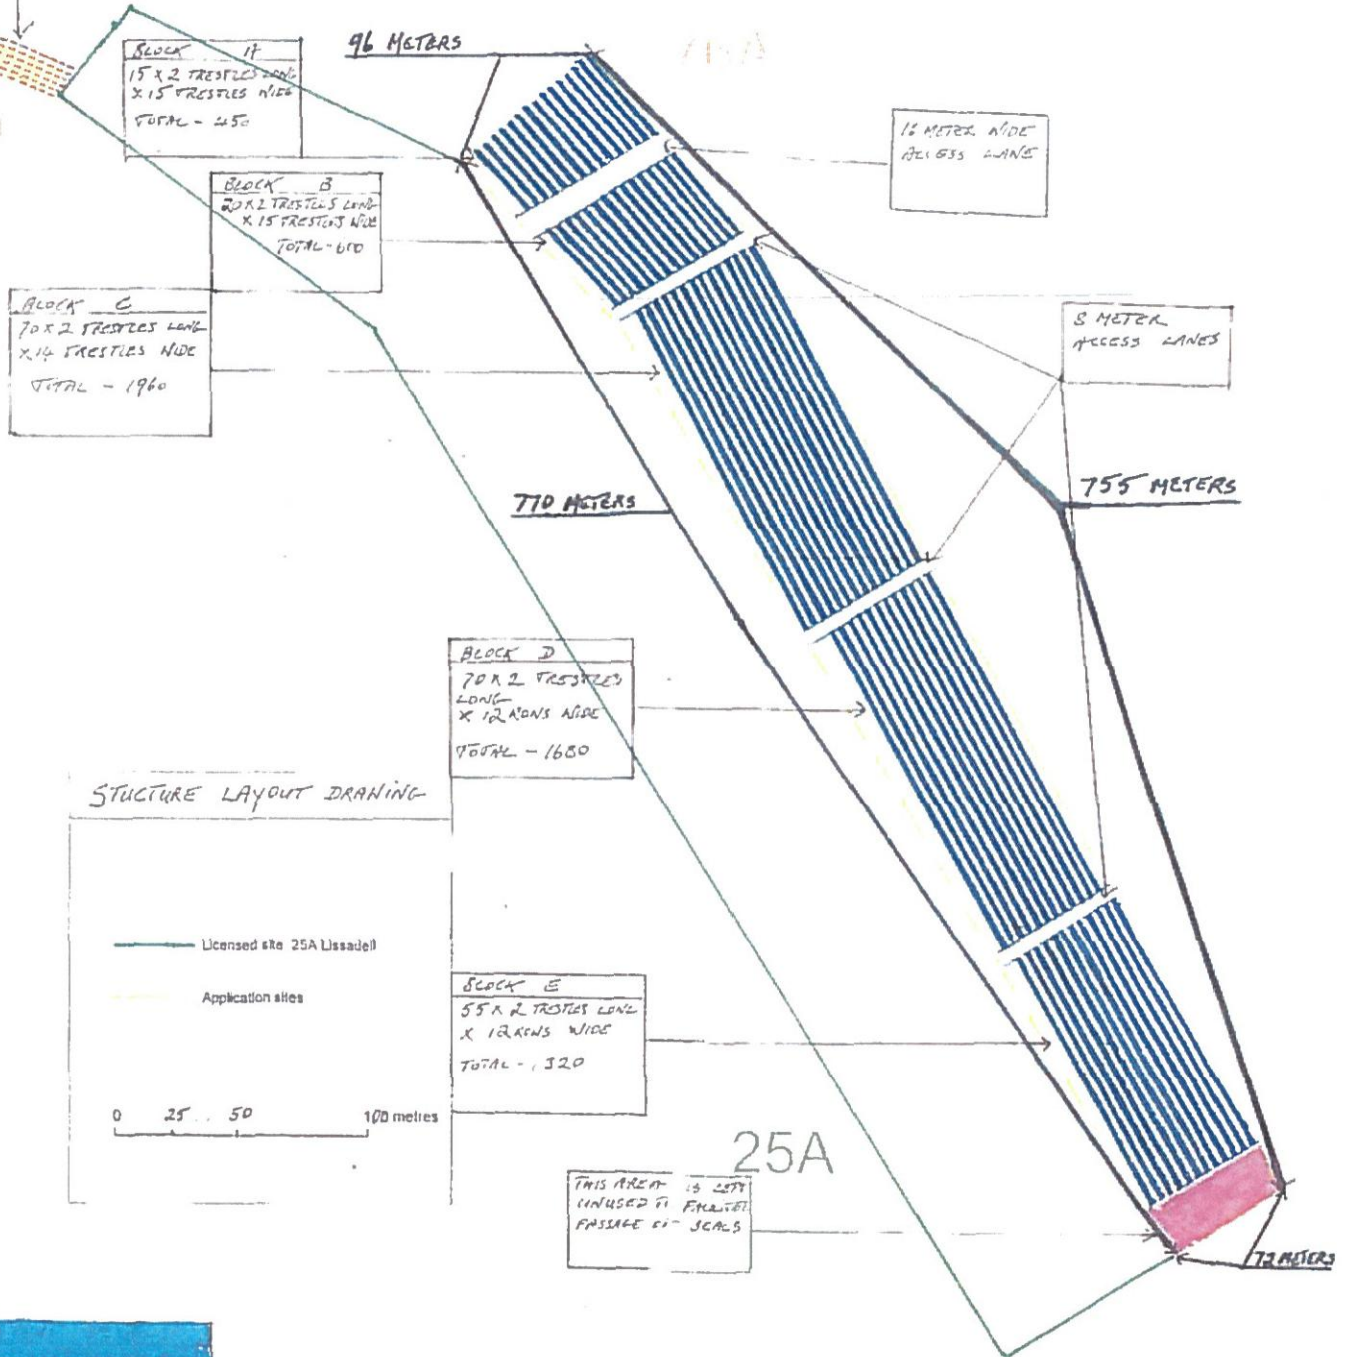 96 METERS
BLOCK A
15 X 2 TRESTLES LONG
X 15 TRESTLES WIDE
TOTAL - 450
16 METER WIDE
ACCESS LANE
BLOCK B
20 X 2 TRESTLES LONG
X 15 TRESTLES WIDE
TOTAL - 600
BLOCK C
70 X 2 TRESTLES LONG
X 14 TRESTLES WIDE
TOTAL - 1960
8 METER
ACCESS LANES
770 METERS
755 METERS
BLOCK D
70 X 2 TRESTLES
LONG
X 12 ROWS WIDE
TOTAL - 1680
STUCTURE LAYOUT DRAWING
Licensed site 25A Lissadell
Application sites
0 25 50 100 metres
BLOCK E
55 X 2 TRESTLES LONG
X 12 ROWS WIDE
TOTAL - 1320
25A
THIS AREA IS LEFT
UNUSED TO
PASSAGE OF SEALS
72 METERS